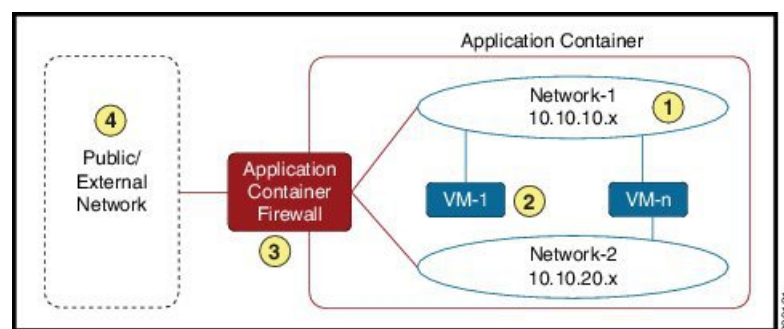 Application Container
Network-1
10.10.10.x
1
4
Public/
External
Network
Application
Container
Firewall
3
VM-1
2
VM-n
Network-2
10.10.20.x